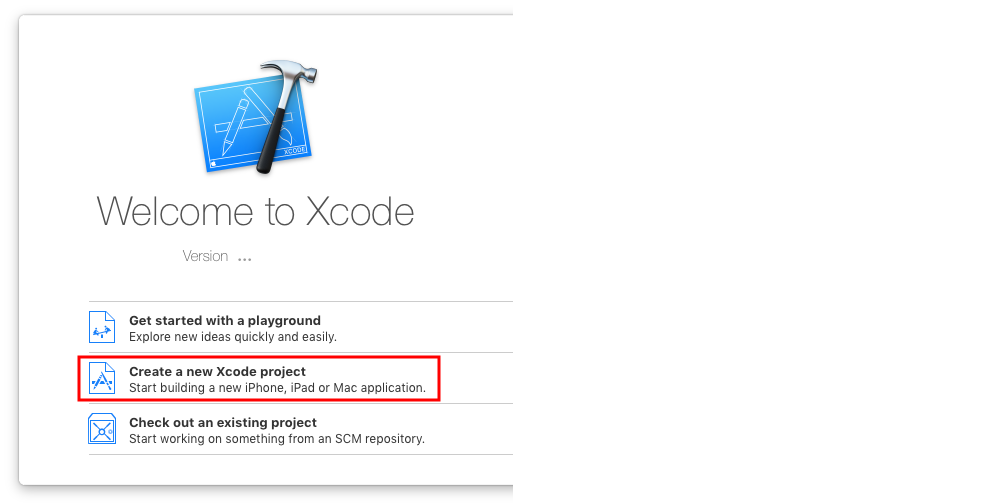 XCODE
Welcome to Xcode
Version ...
Get started with a playground
Explore new ideas quickly and easily.
Create a new Xcode project
Start building a new iPhone, iPad or Mac application.
Check out an existing project
Start working on something from an SCM repository.